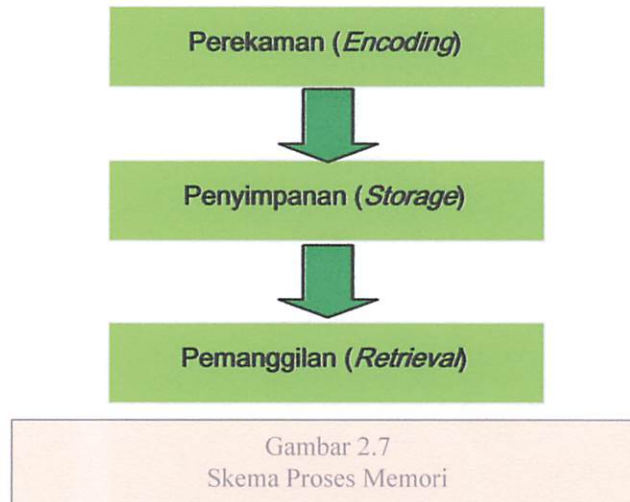 Perekaman (Encoding)
Penyimpanan (Storage)
Pemanggilan (Retrieval)
Gambar 2.7
Skema Proses Memori